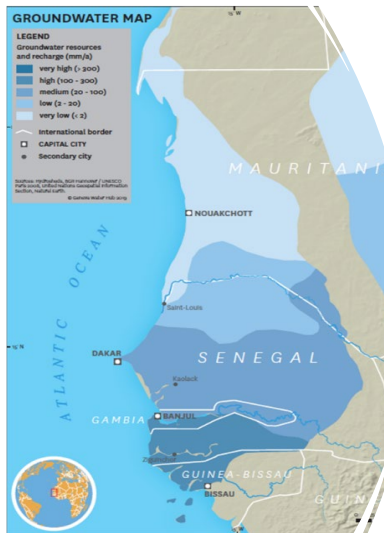 GROUNDWATER MAP
LEGEND
Groundwater resources
and recharge (mm/a)
very high (› 300)
high (100 - 300)
medium (20 - 100)
low (2 - 20)
very low (‹ 2)
International border
CAPITAL CITY
Secondary city
15° W
MAURITANI
NOUAKCHOTT
ATLANTIC OCEAN
Saint-Louis
15° N
DAKAR
SENEGAL
Kaolack
GAMBIA
BANJUL
GUINEA-BISSAU
BISSAU
GUIN